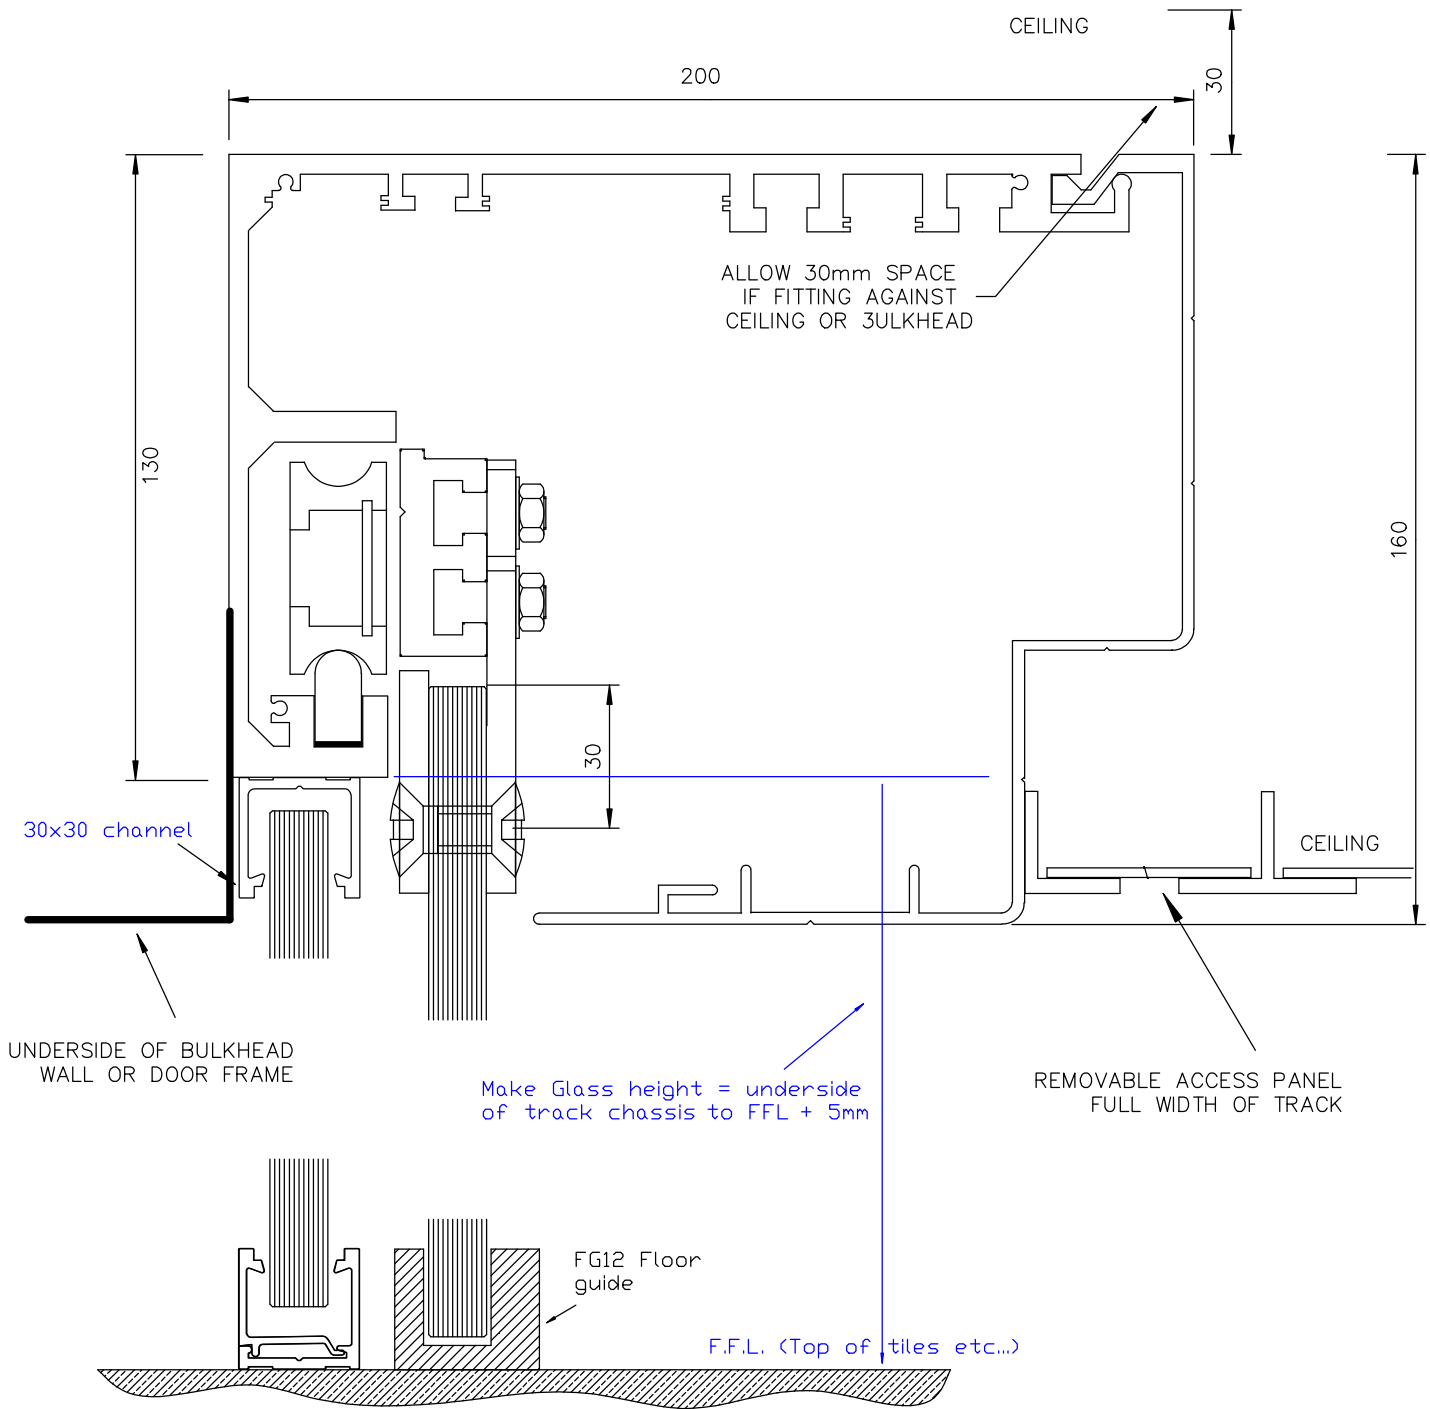 CEILING
30
200
ALLOW 30mm SPACE
IF FITTING AGAINST
CEILING OR 3ULKHEAD
130
160
30
30x30 channel
CEILING
UNDERSIDE OF BULKHEAD
WALL OR DOOR FRAME
Make Glass height = underside
of track chassis to FFL + 5mm
REMOVABLE ACCESS PANEL
FULL WIDTH OF TRACK
FG12 Floor
guide
F.F.L. (Top of tiles etc...)